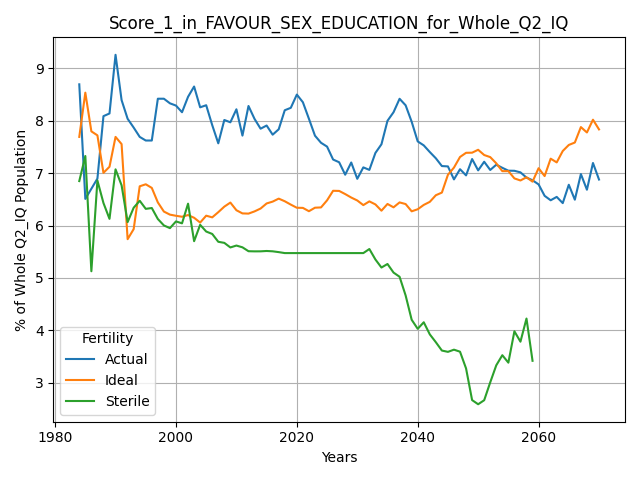 Score_1_in_FAVOUR_SEX_EDUCATION_for_Whole_Q2_IQ
% of Whole Q2_IQ Population
9
8
7
6
5
4
3
Fertility
Actual
Ideal
Sterile
1980 2000 2020 2040 2060
Years